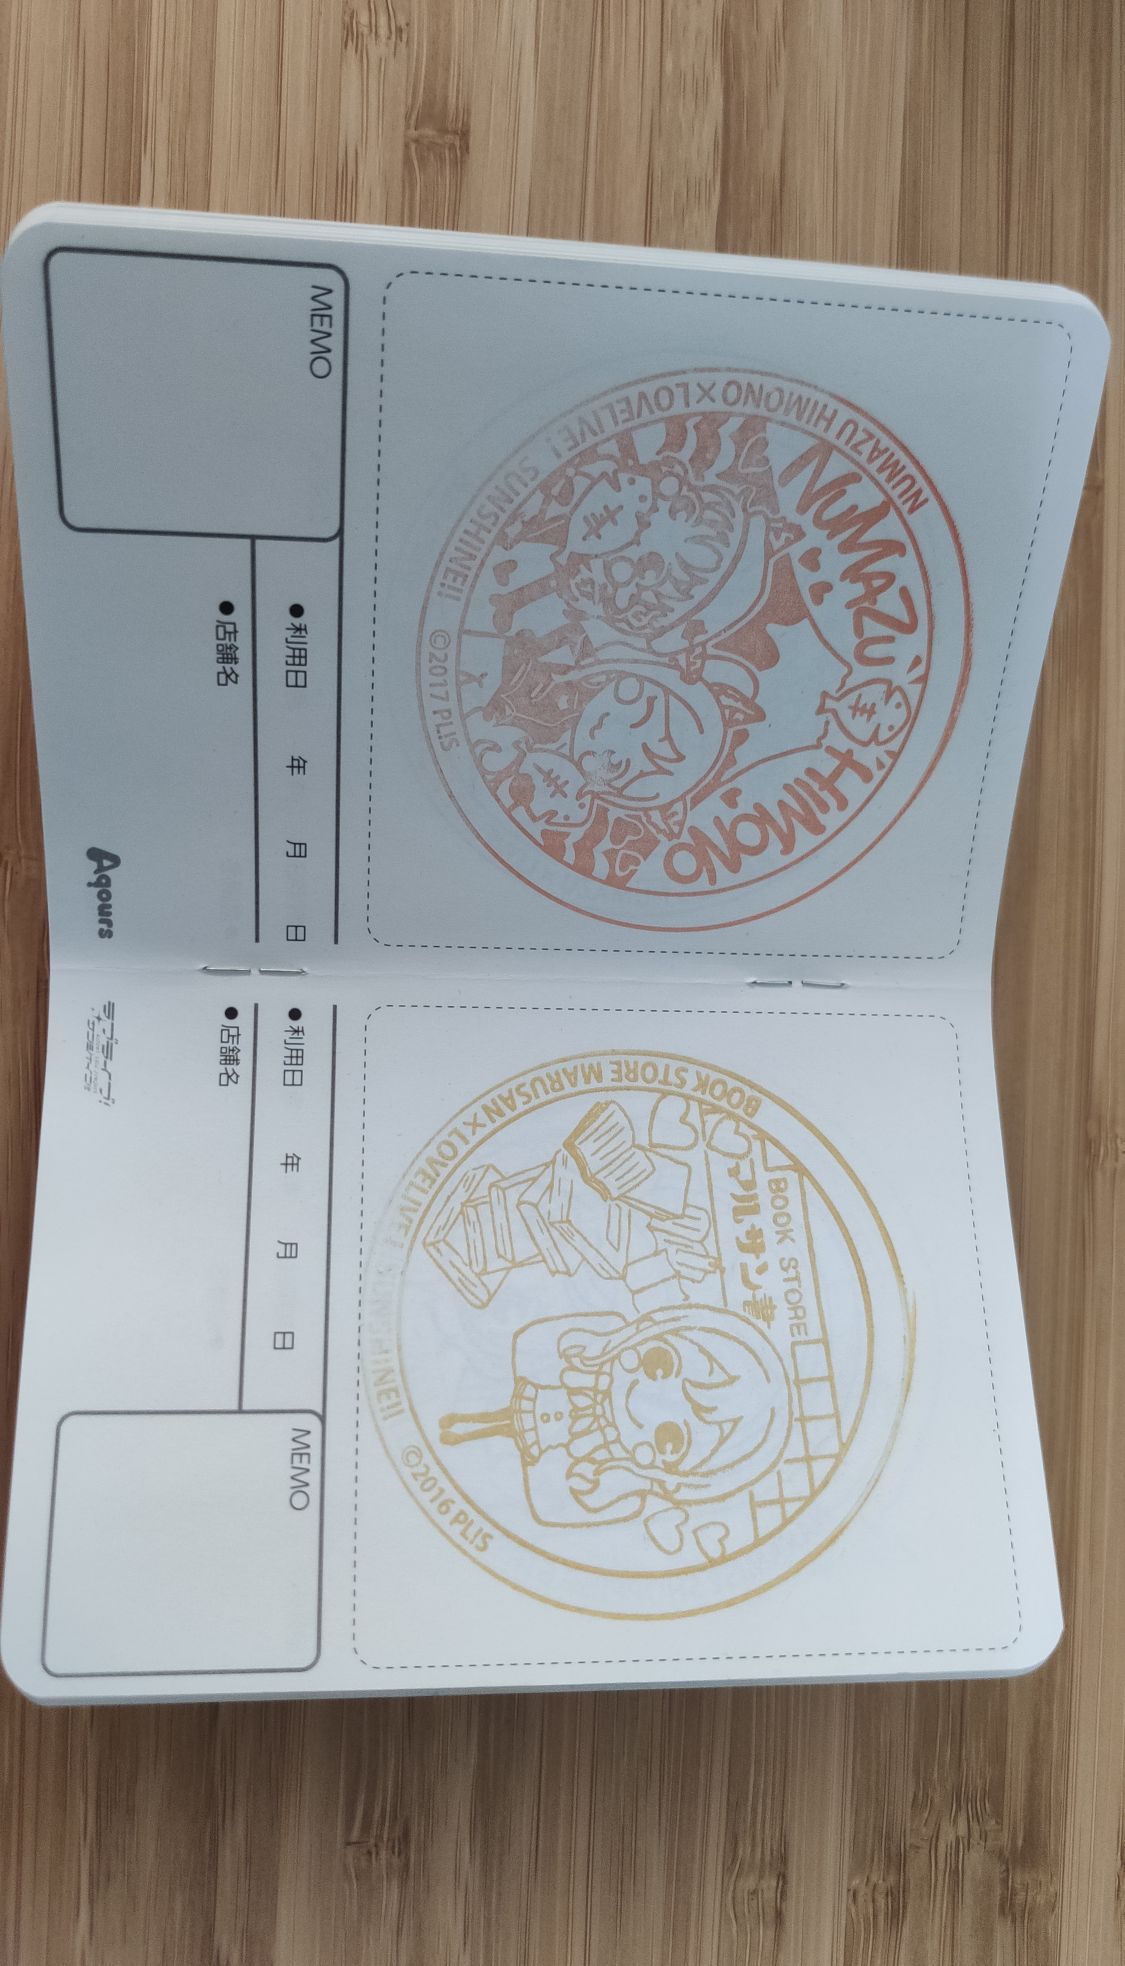 NUMAZU HIMONO×LOVELIVE! SUNSHINE!!
NUMAZU
HIMONO
©2017 PLIS
●利用日 年 月 日
●店舗名
MEMO
Aqours
BOOK STORE MARUSAN×LOVELIVE! SUNSHINE!!
BOOK STORE
マルサン書
©2016 PLIS
●利用日 年 月 日
●店舗名
MEMO
ラブライブ!
サンシャイン!!